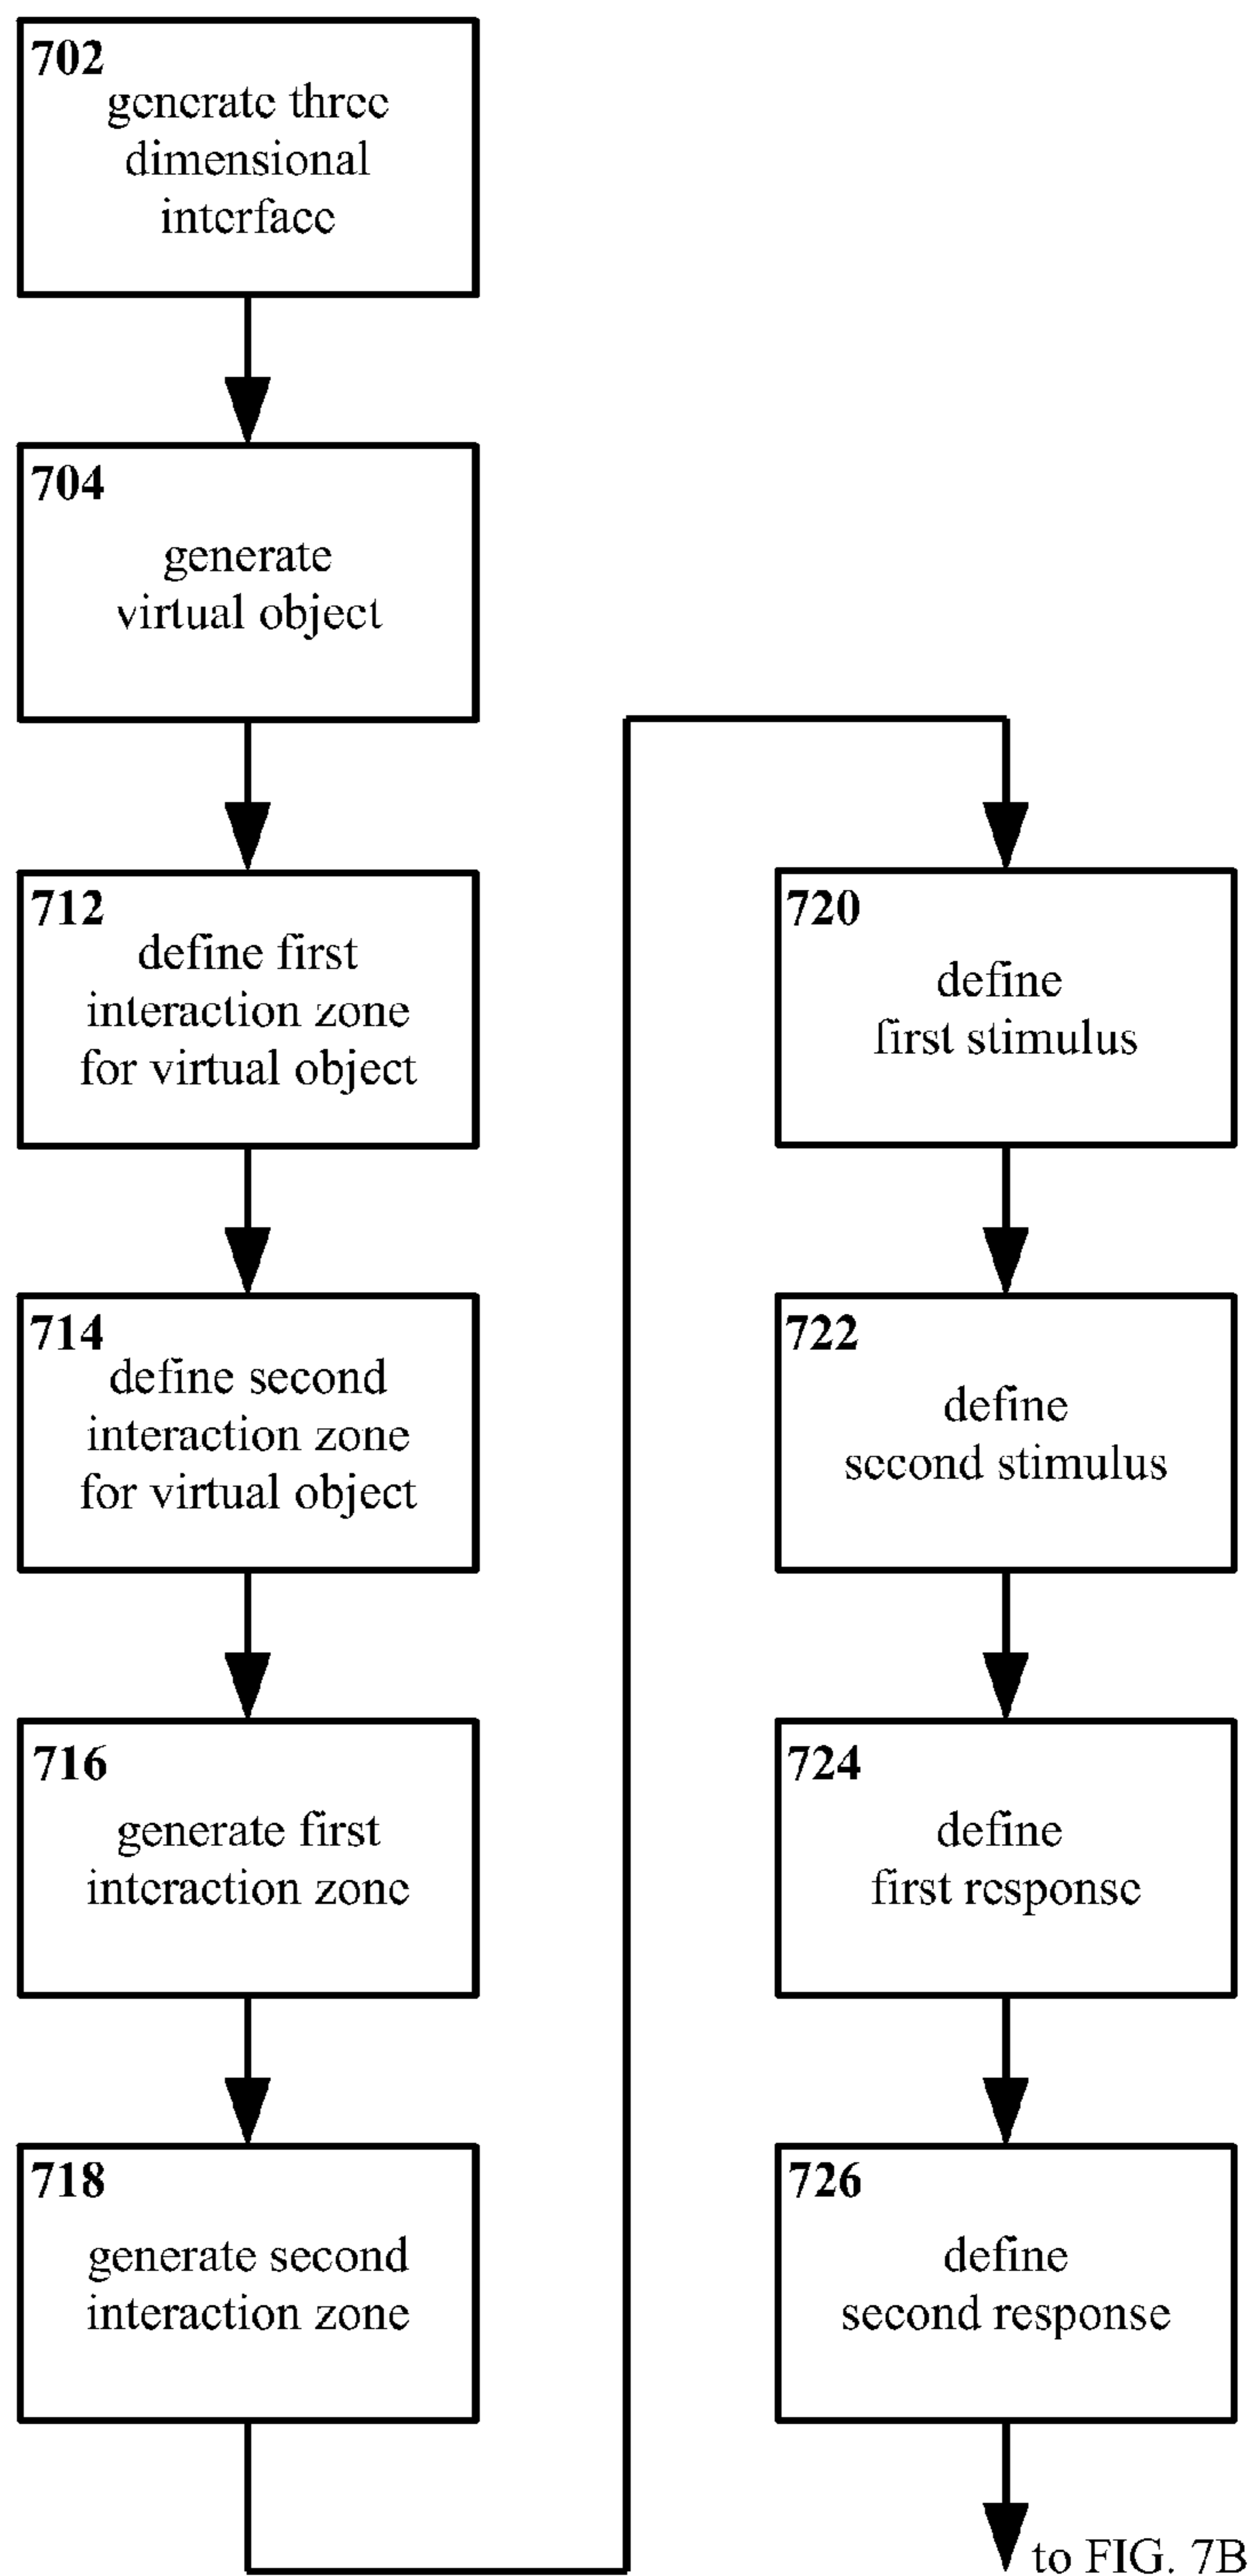 702
generate three
dimensional
interface
704
generate
virtual object
712
define first
interaction zone
for virtual object
714
define second
interaction zone
for virtual object
716
generate first
interaction zone
718
generate second
interaction zone
720
define
first stimulus
722
define
second stimulus
724
define
first response
726
define
second response
to FIG. 7B